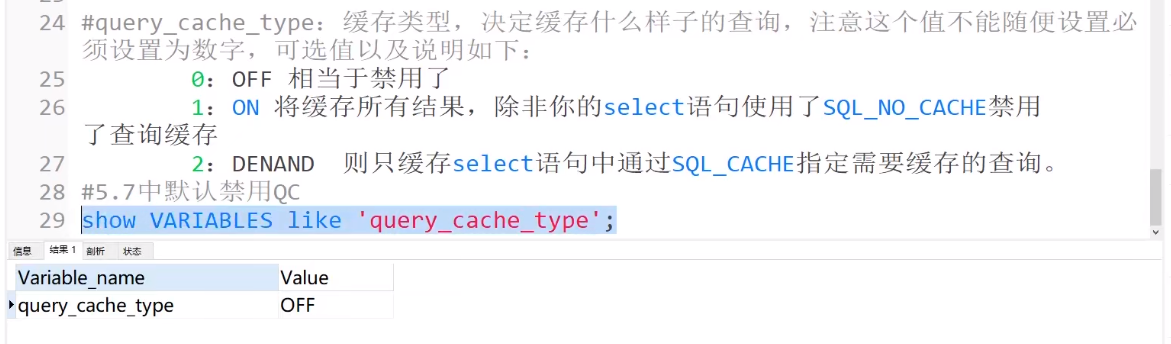 24 #query_cache_type：缓存类型，决定缓存什么样子的查询，注意这个值不能随便设置必
须设置为数字，可选值以及说明如下：
25 0：OFF 相当于禁用了
26 1：ON 将缓存所有结果，除非你的select语句使用了SQL_NO_CACHE禁用
了查询缓存
27 2：DENAND 则只缓存select语句中通过SQL_CACHE指定需要缓存的查询。
28 #5.7中默认禁用QC
29 show VARIABLES like 'query_cache_type';
信息 结果 1 剖析 状态
Variable_name Value
query_cache_type OFF